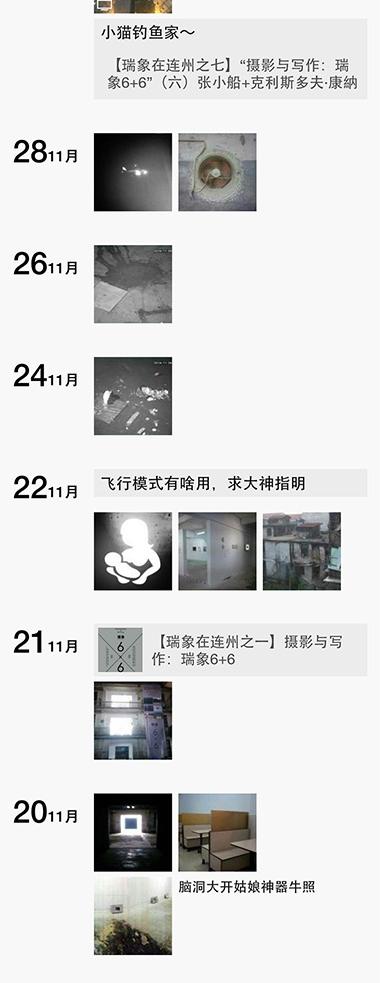 小猫钓鱼家～
【瑞象在连州之七】“摄影与写作：瑞
象6+6”（六）张小船+克利斯多夫·康納
28 11月
26 11月
24 11月
22 11月
飞行模式有啥用，求大神指明
21 11月
6
6
【瑞象在连州之一】摄影与写
作：瑞象6+6
20 11月
脑洞大开姑娘神器牛照